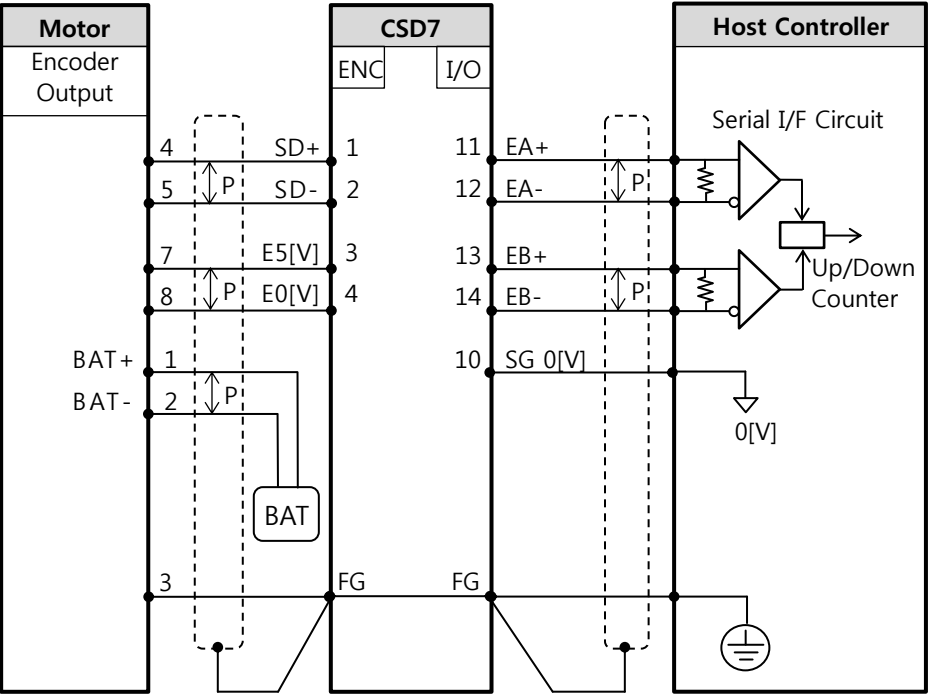 Motor
CSD7
Host Controller
Encoder
Output
ENC
I/O
Serial I/F Circuit
4
SD+
1
11
EA+
P
P
5
SD-
2
12
EA-
7
E5[V]
3
13
EB+
P
P
8
E0[V]
4
14
EB-
Up/Down
Counter
BAT+
1
10
SG 0[V]
P
BAT-
2
0[V]
BAT
3
FG
FG